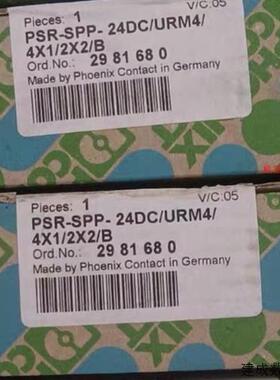 Pieces: 1
V/C:05
PSR-SPP- 24DC/URM4/
4X1/2X2/B
Ord.No.: 29 81 68 0
Made by Phoenix Contact in Germany
Pieces: 1
V/C:05
PSR-SPP- 24DC/URM4/
4X1/2X2/B
Ord.No.: 29 81 68 0
Made by Phoenix Contact in Germany